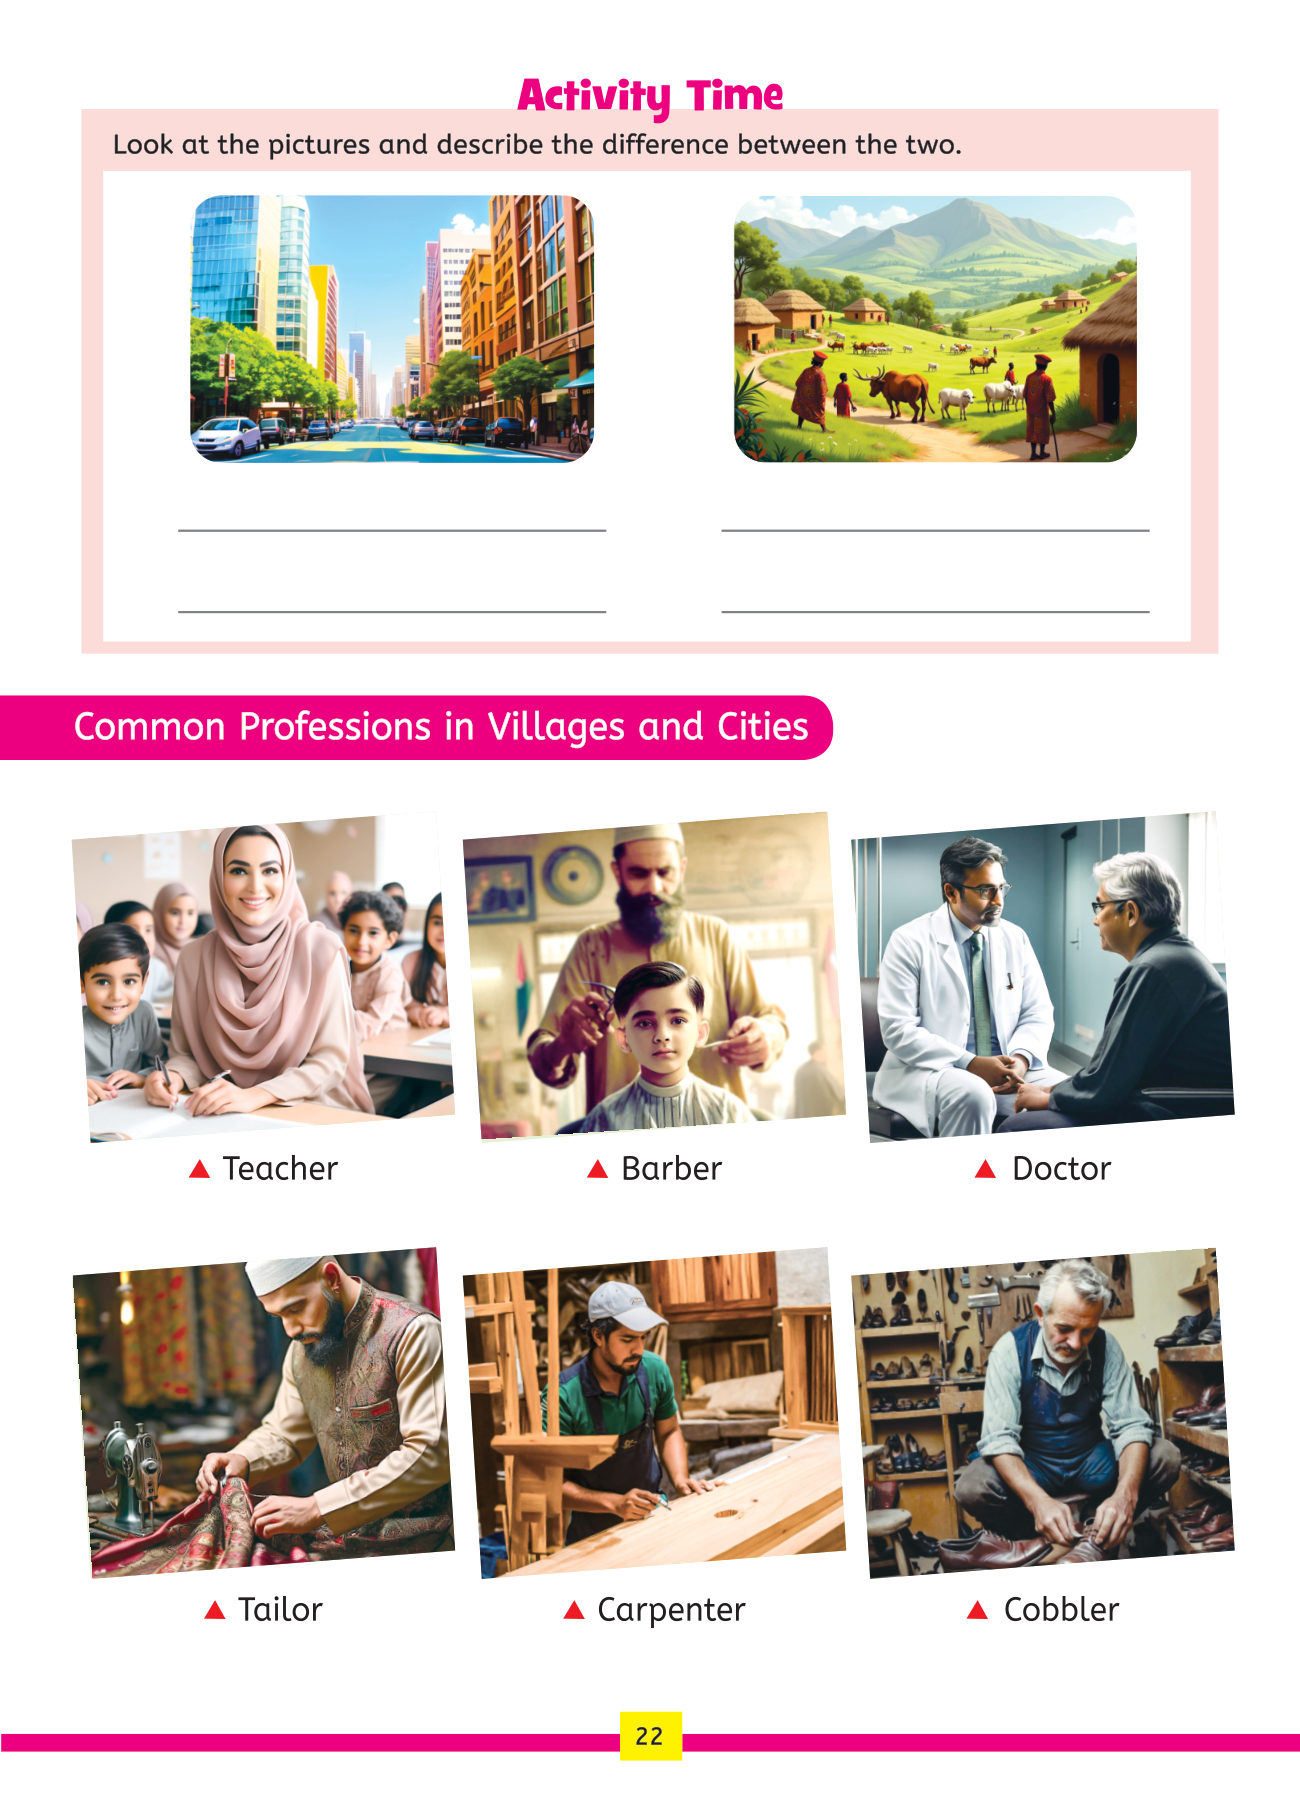 Activity Time
Look at the pictures and describe the difference between the two.
Common Professions in Villages and Cities
Teacher
Barber
Doctor
Tailor
Carpenter
Cobbler
22